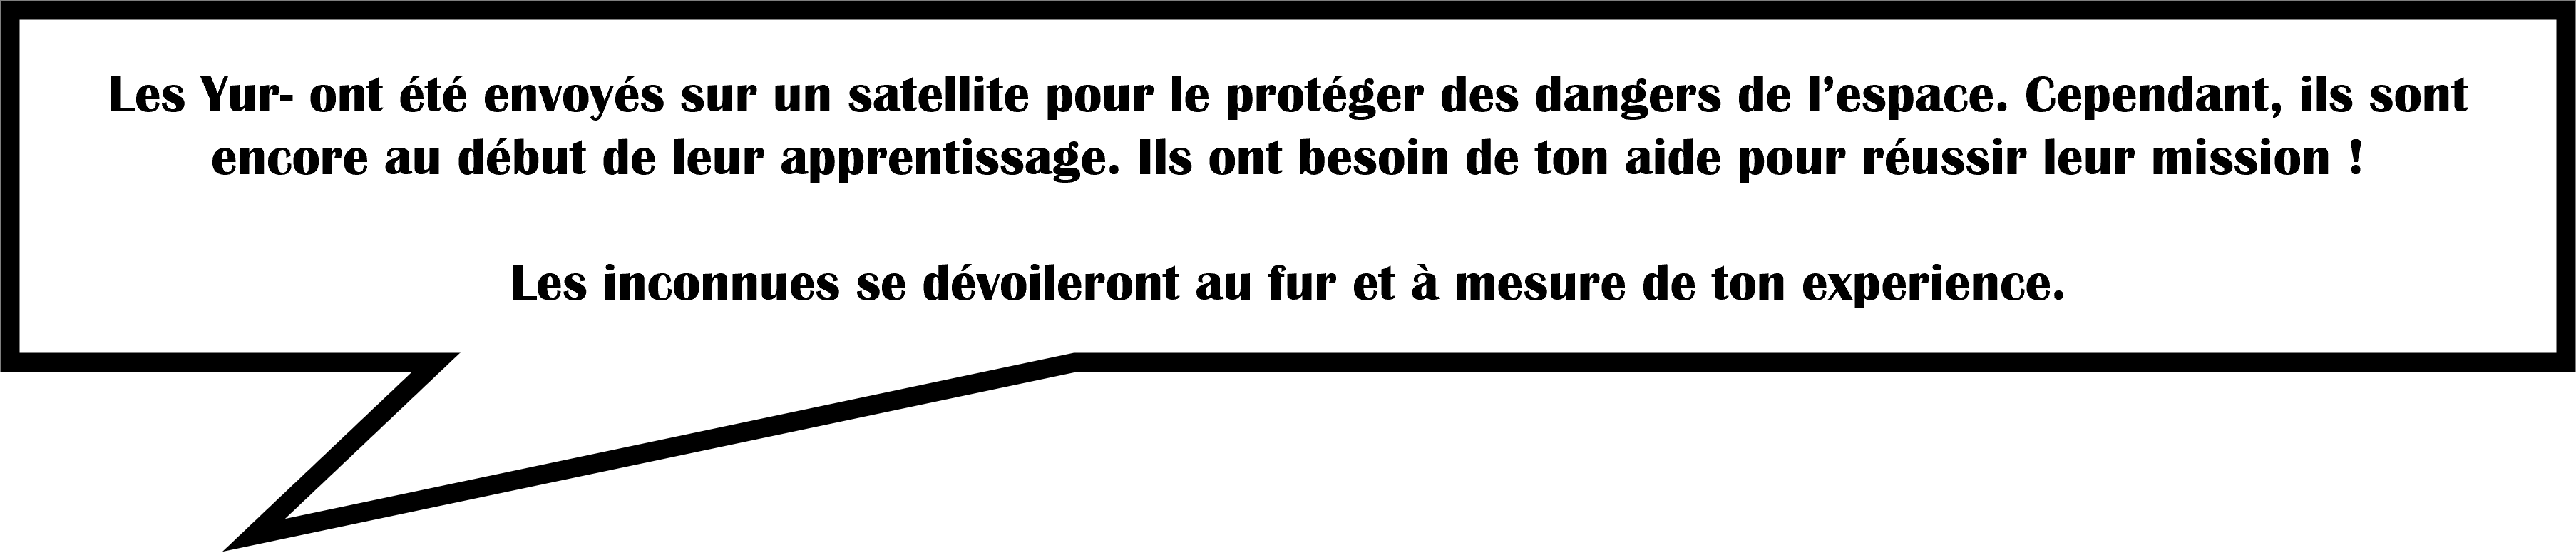 Les Yur- ont été envoyés sur un satellite pour le protéger des dangers de l’espace. Cependant, ils sont
encore au début de leur apprentissage. Ils ont besoin de ton aide pour réussir leur mission !
Les inconnues se dévoileront au fur et à mesure de ton experience.